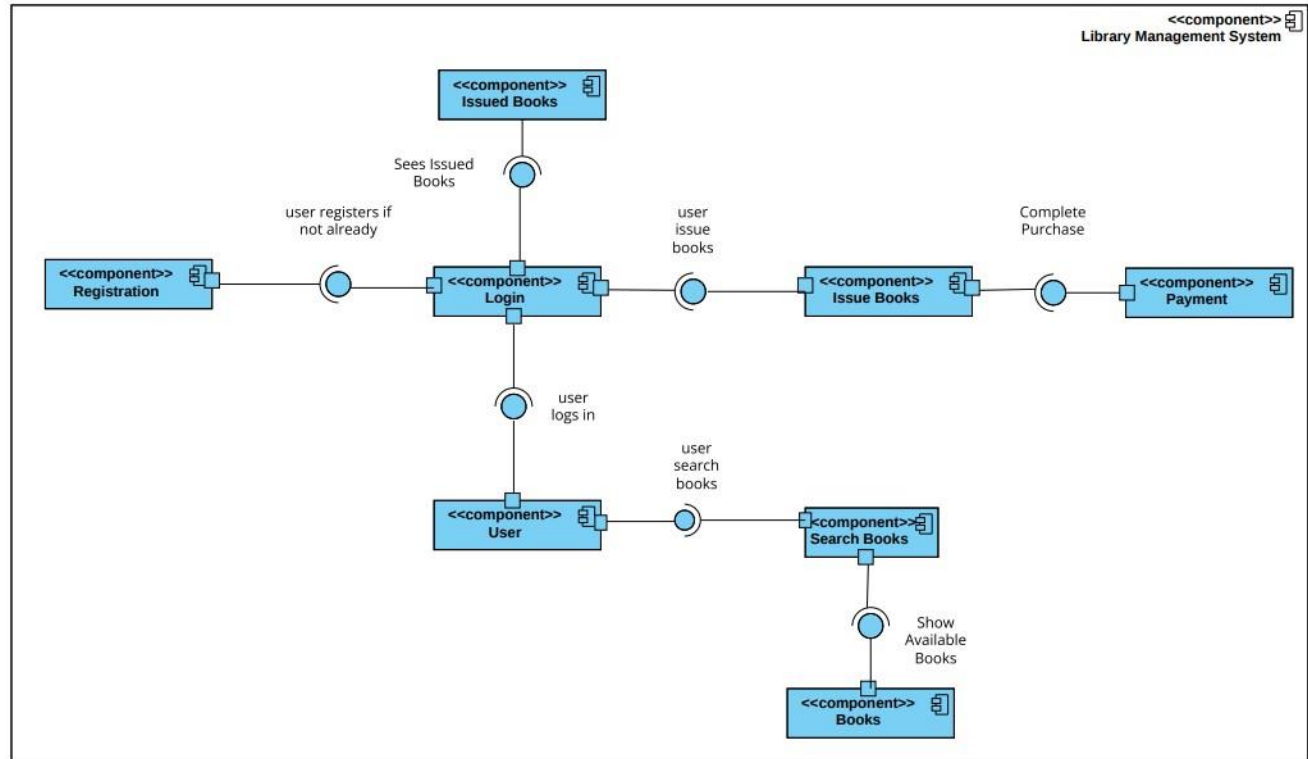 <<component>>
Library Management System
<<component>>
Issued Books
Sees Issued
Books
user registers if
not already
user
issue
books
Complete
Purchase
<<component>>
Registration
<<component>>
Login
<<component>>
Issue Books
<<component>>
Payment
user
logs in
user
search
books
<<component>>
User
<<component>>
Search Books
Show
Available
Books
<<component>>
Books